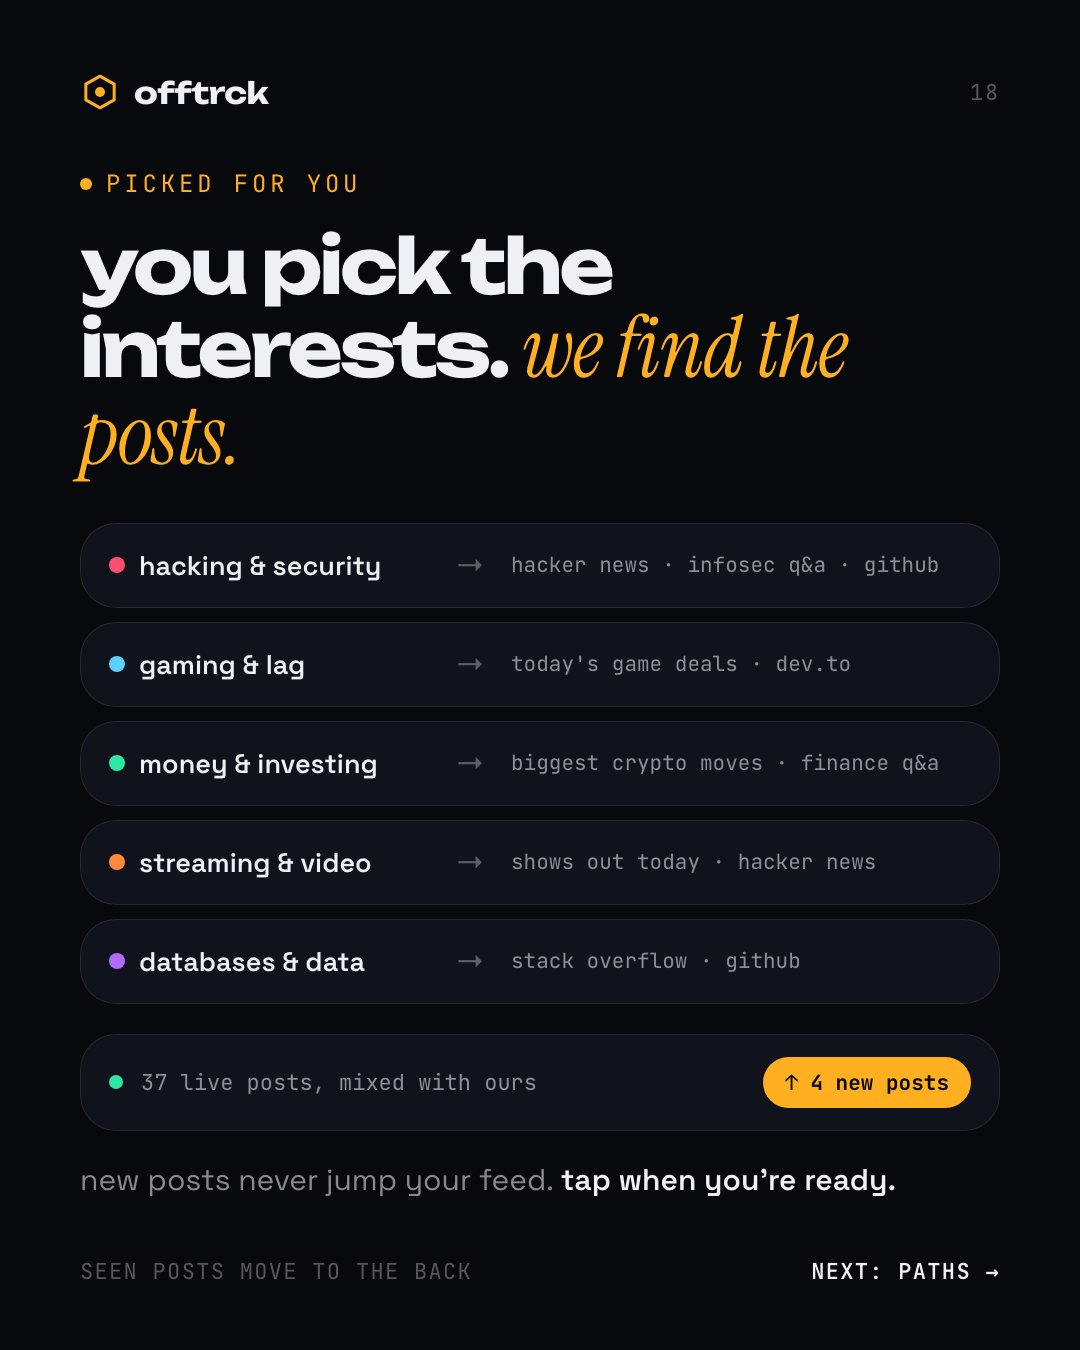 offtrck
18
PICKED FOR YOU
you pick the
interests. we find the
posts.
hacking & security → hacker news · infosec q&a · github
gaming & lag → today's game deals · dev.to
money & investing → biggest crypto moves · finance q&a
streaming & video → shows out today · hacker news
databases & data → stack overflow · github
37 live posts, mixed with ours
↑ 4 new posts
new posts never jump your feed. tap when you’re ready.
SEEN POSTS MOVE TO THE BACK
NEXT: PATHS →